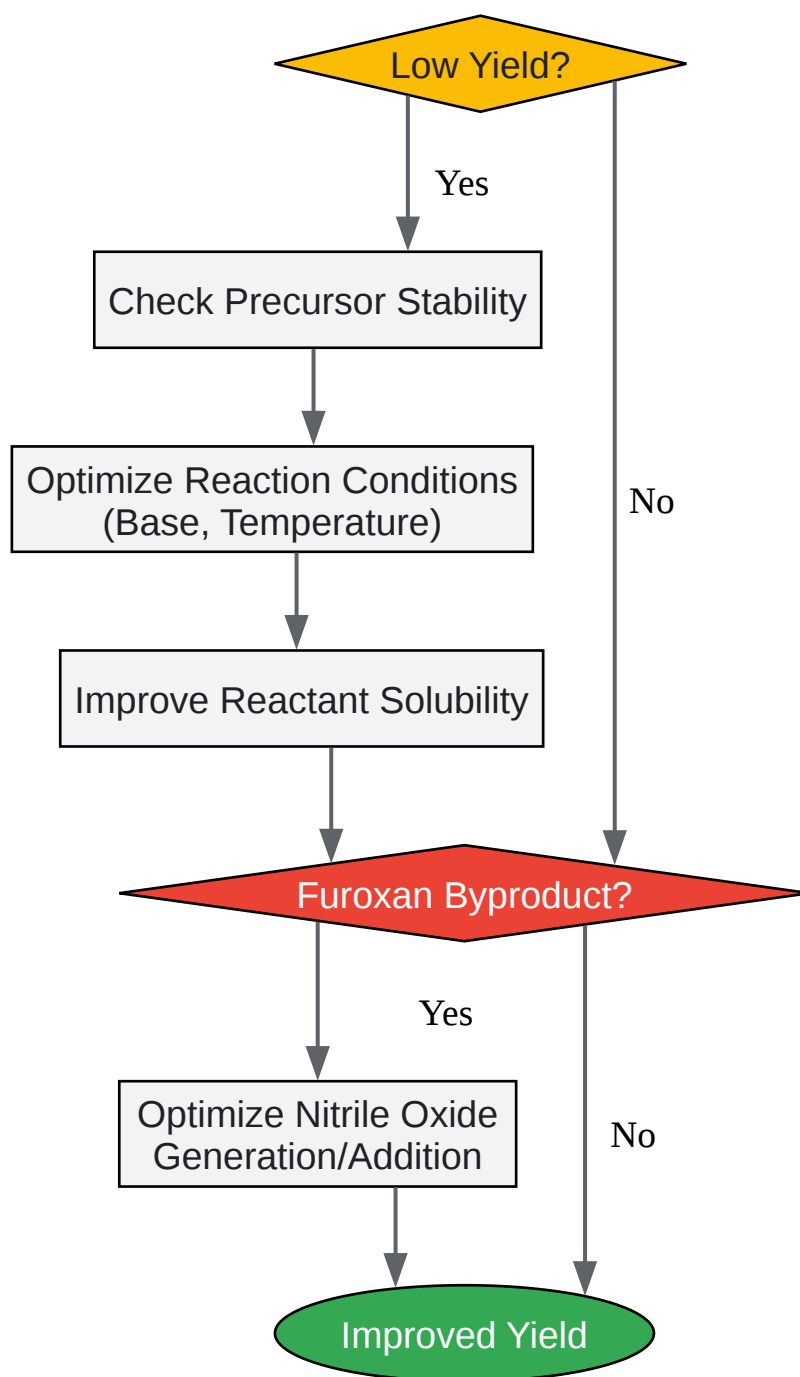 Low Yield?
Yes
Check Precursor Stability
Optimize Reaction Conditions
(Base, Temperature)
No
Improve Reactant Solubility
Furoxan Byproduct?
Yes
Optimize Nitrile Oxide
Generation/Addition
No
Improved Yield